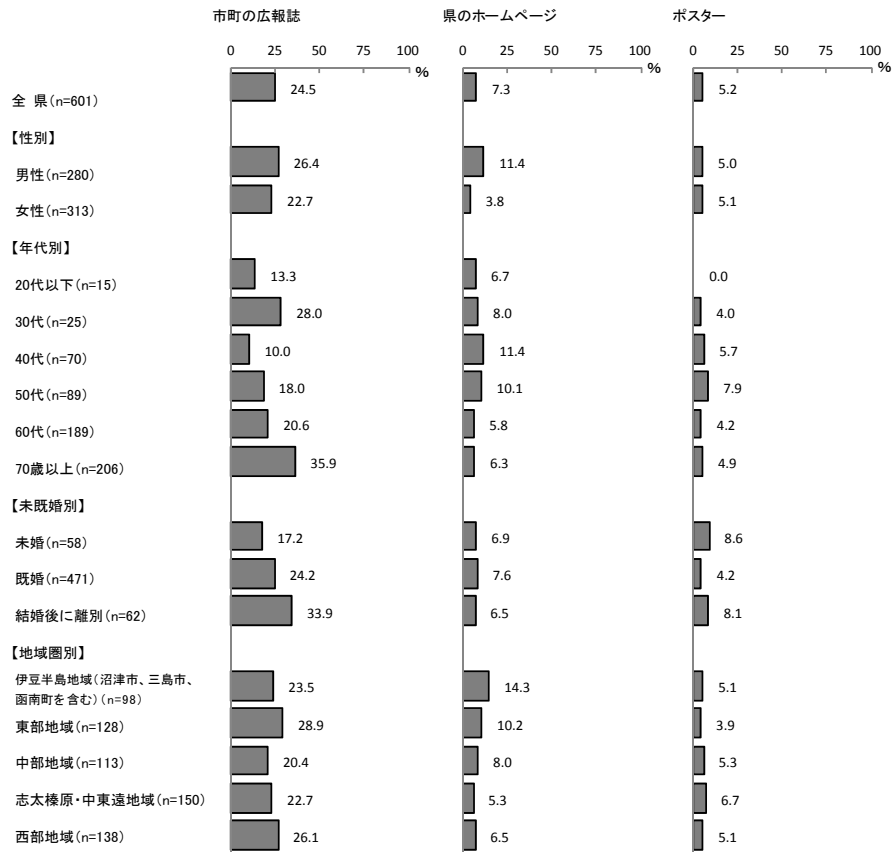 市町の広報誌 県のホームページ ポスター
0 25 50 75 100 0 25 50 75 100 0 25 50 75 100
% % %
全 県(n=601) 24.5 7.3 5.2
【性別】
男性(n=280) 26.4 11.4 5.0
女性(n=313) 22.7 3.8 5.1
【年代別】
20代以下(n=15) 13.3 6.7 0.0
30代(n=25) 28.0 8.0 4.0
40代(n=70) 10.0 11.4 5.7
50代(n=89) 18.0 10.1 7.9
60代(n=189) 20.6 5.8 4.2
70歳以上(n=206) 35.9 6.3 4.9
【未既婚別】
未婚(n=58) 17.2 6.9 8.6
既婚(n=471) 24.2 7.6 4.2
結婚後に離別(n=62) 33.9 6.5 8.1
【地域圏別】
伊豆半島地域(沼津市、三島市、
函南町を含む)(n=98) 23.5 14.3 5.1
東部地域(n=128) 28.9 10.2 3.9
中部地域(n=113) 20.4 8.0 5.3
志太榛原・中東遠地域(n=150) 22.7 5.3 6.7
西部地域(n=138) 26.1 6.5 5.1